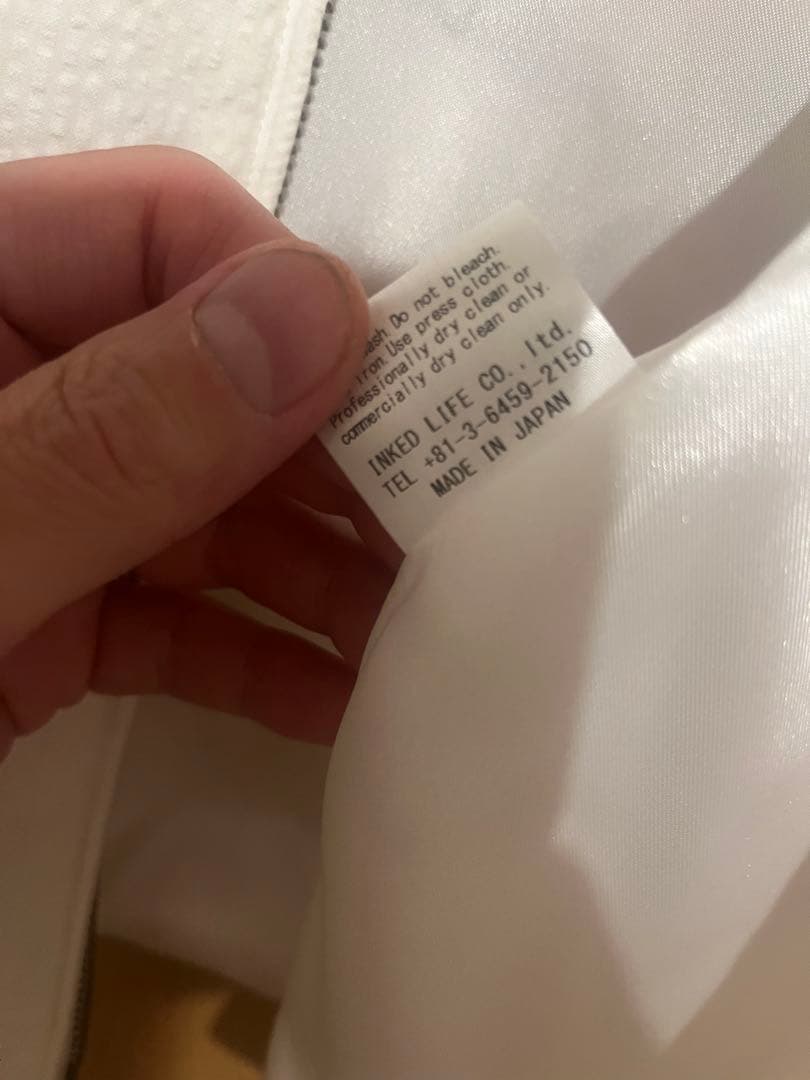 Do not bleach.
iron. Use press cloth.
Professionally dry clean or
commercially dry clean only.
INKED LIFE CO., ltd.
TEL +81-3-6459-2150
MADE IN JAPAN